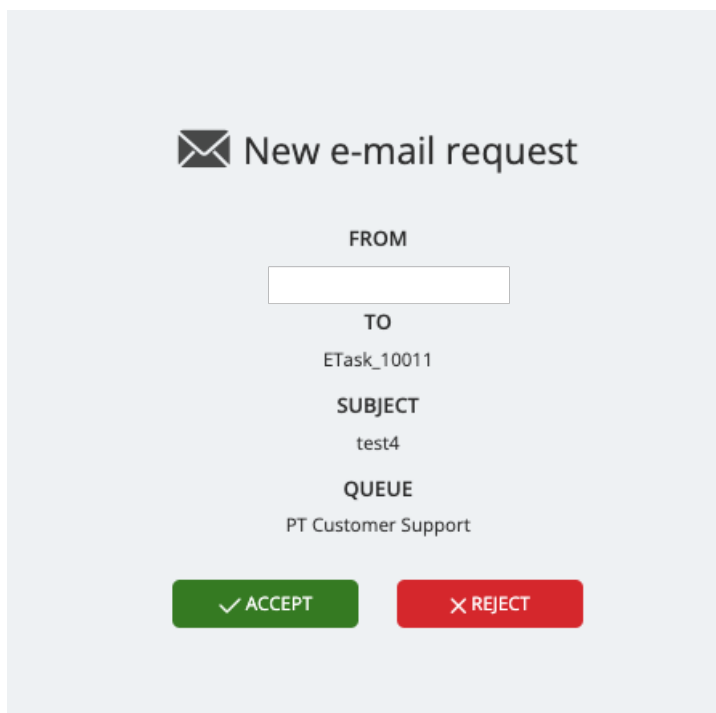 New e-mail request
FROM
TO
ETask_10011
SUBJECT
test4
QUEUE
PT Customer Support
ACCEPT
REJECT